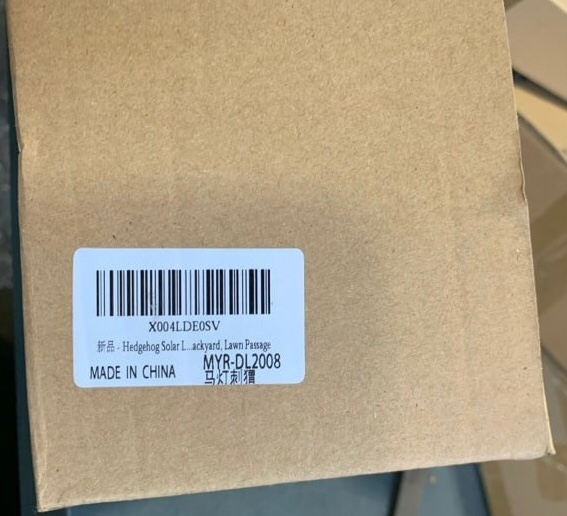 X004LDE0SV
新品 - Hedgehog Solar L...ackyard, Lawn Passage
MYR-DL2008
MADE IN CHINA
马灯刺猬